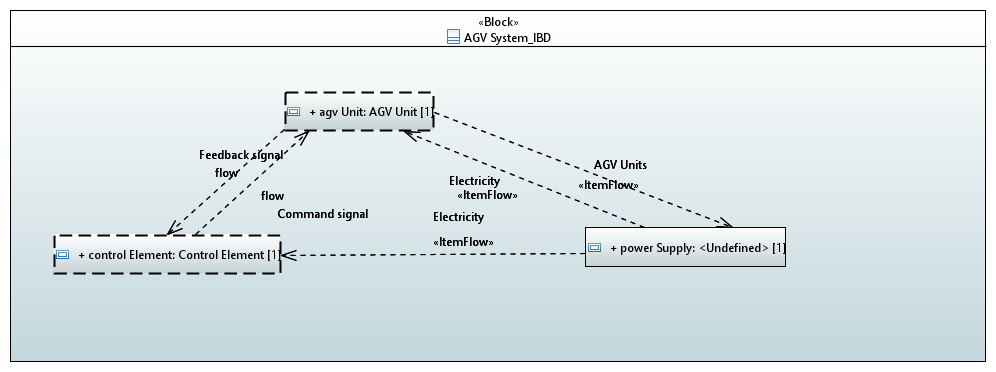 «Block»
AGV System_IBD
+ agv Unit: AGV Unit [1]
Feedback signal
flow
flow
Command signal
AGV Units
«ItemFlow»
Electricity
«ItemFlow»
Electricity
«ItemFlow»
+ control Element: Control Element [1]
+ power Supply: <Undefined> [1]